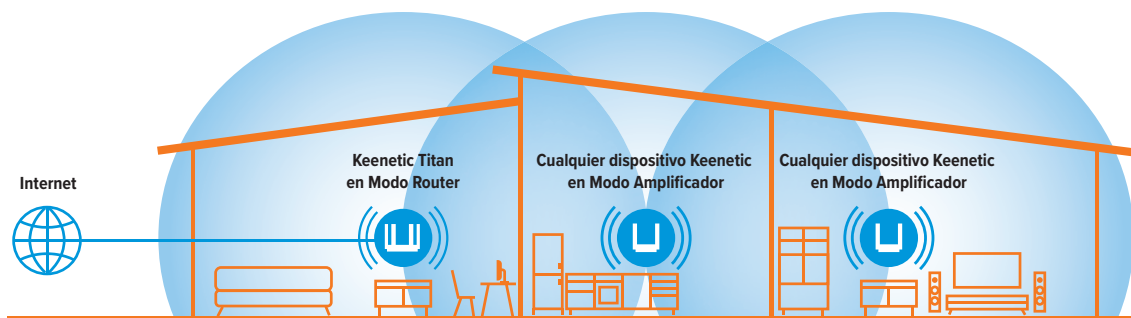 Internet
Keenetic Titan
en Modo Router
Cualquier dispositivo Keenetic
en Modo Amplificador
Cualquier dispositivo Keenetic
en Modo Amplificador